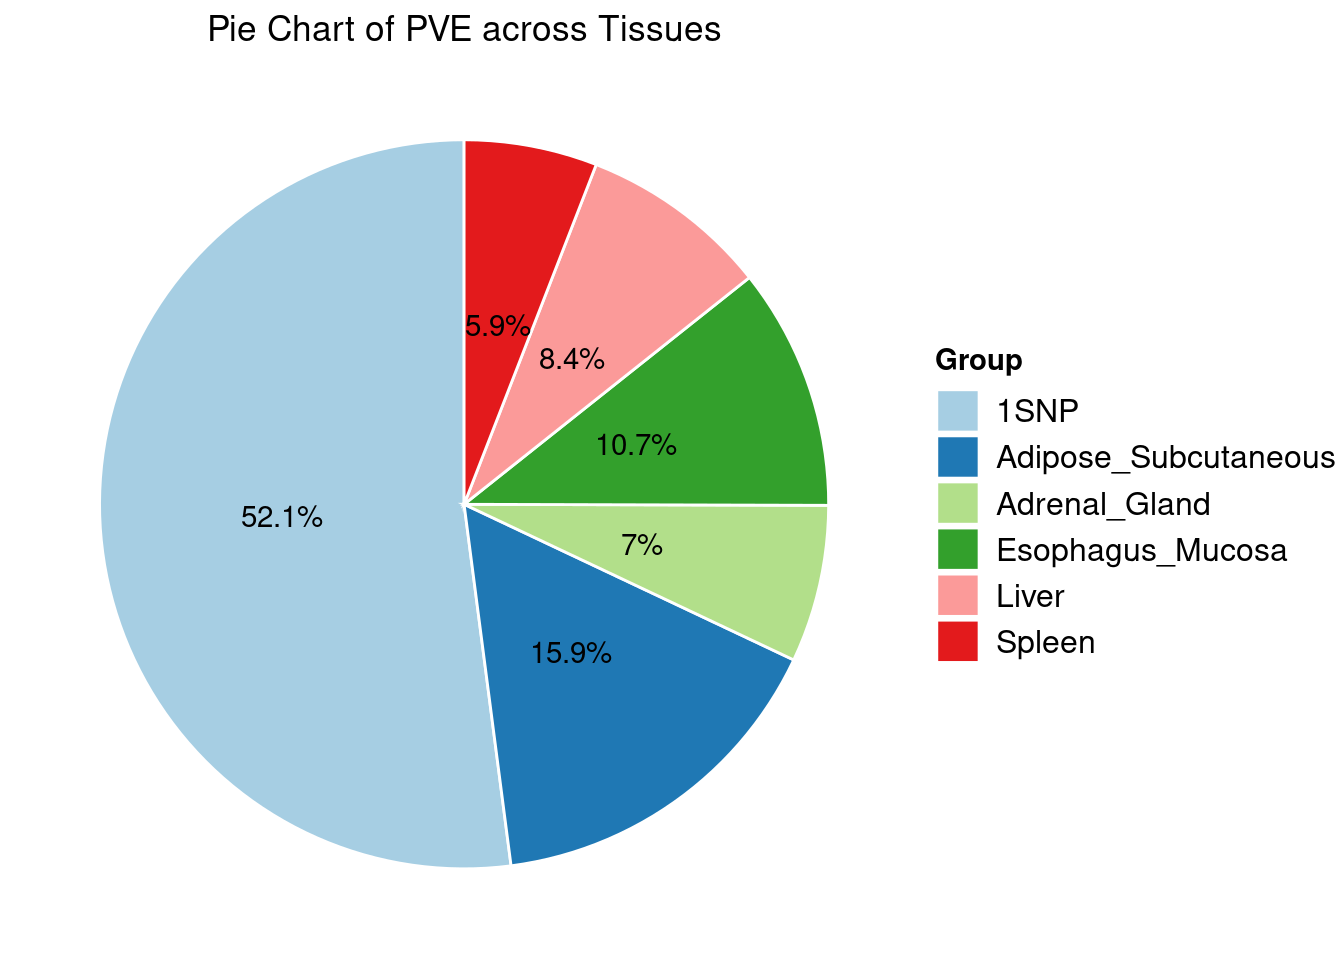 Pie Chart of PVE across Tissues
5.9%
8.4%
10.7%
52.1%
7%
15.9%
Group
1SNP
Adipose_Subcutaneous
Adrenal_Gland
Esophagus_Mucosa
Liver
Spleen